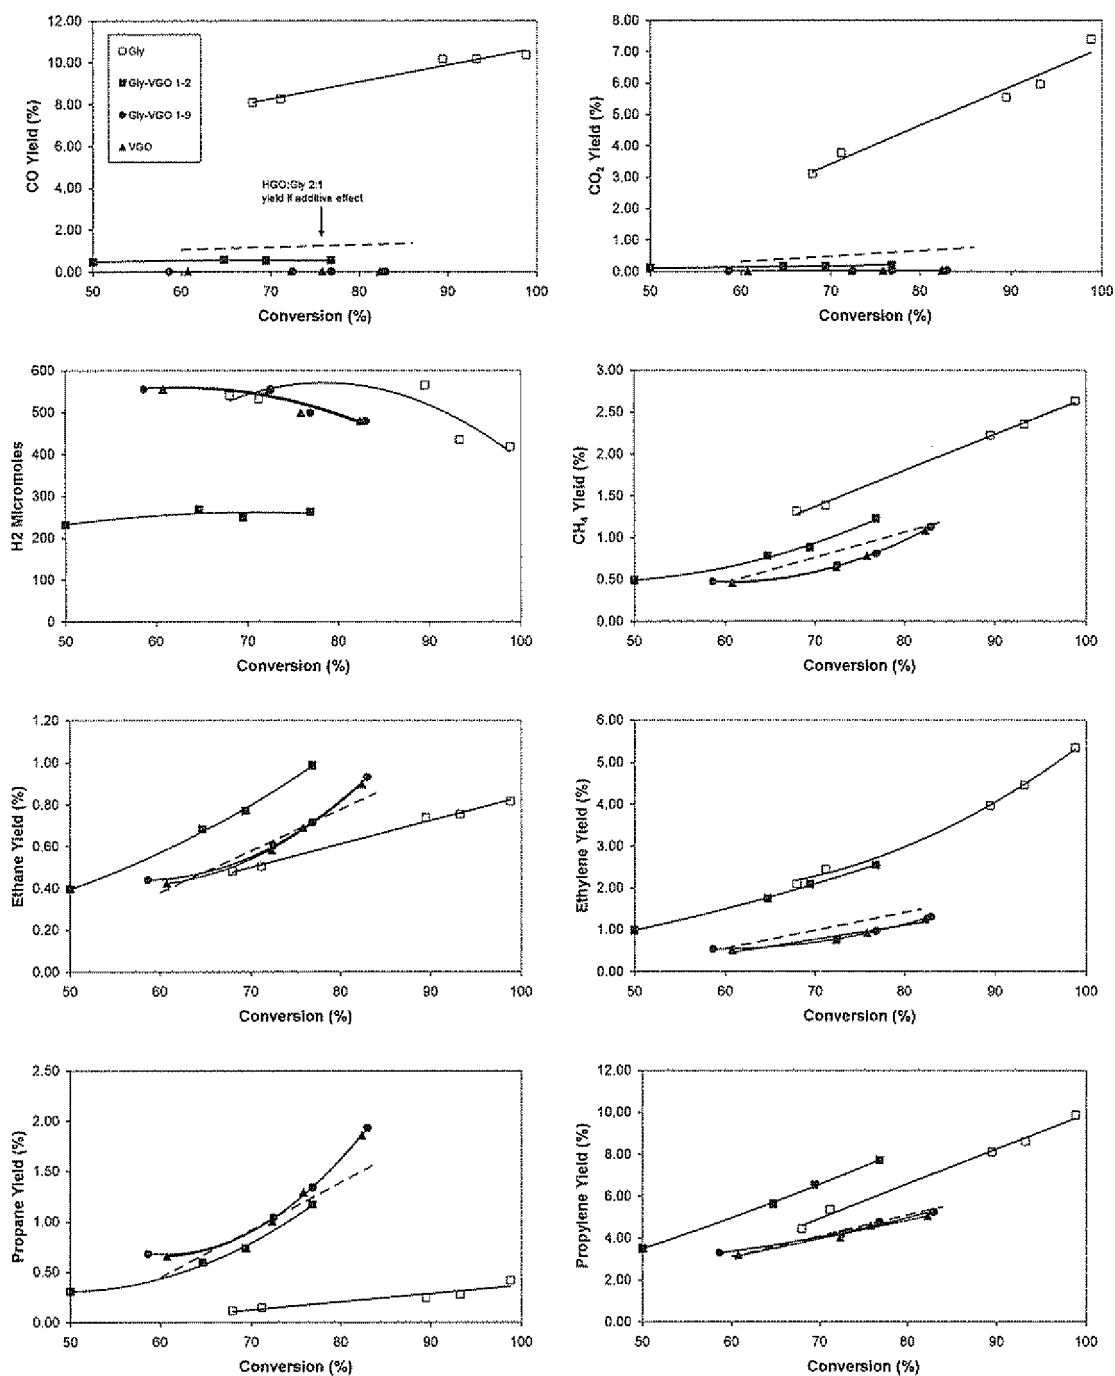 12.00
10.00
8.00
6.00
4.00
2.00
0.00
CO Yield (%)
Gly
Gly-VGO 1-2
Gly-VGO 1-9
VGO
HGO:Gly 2:1
yield if additive effect
50 60 70 80 90 100
Conversion (%)
8.00
7.00
6.00
5.00
4.00
3.00
2.00
1.00
0.00
CO2 Yield (%)
50 60 70 80 90 100
Conversion (%)
600
500
400
300
200
100
0
H2 Micromoles
50 60 70 80 90 100
Conversion (%)
3.00
2.50
2.00
1.50
1.00
0.50
0.00
CH4 Yield (%)
50 60 70 80 90 100
Conversion (%)
1.20
1.00
0.80
0.60
0.40
0.20
0.00
Ethane Yield (%)
50 60 70 80 90 100
Conversion (%)
6.00
5.00
4.00
3.00
2.00
1.00
0.00
Ethylene Yield (%)
50 60 70 80 90 100
Conversion (%)
2.50
2.00
1.50
1.00
0.50
0.00
Propane Yield (%)
50 60 70 80 90 100
Conversion (%)
12.00
10.00
8.00
6.00
4.00
2.00
0.00
Propylene Yield (%)
50 60 70 80 90 100
Conversion (%)